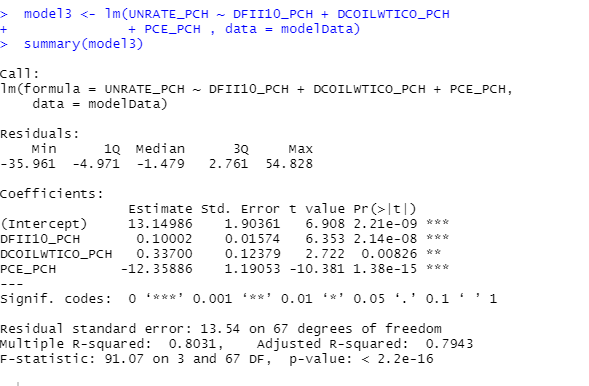 > model3 <- lm(UNRATE_PCH ~ DFII10_PCH + DCOILWTICO_PCH
+ + PCE_PCH , data = modelData)
> summary(model3)
Call:
lm(formula = UNRATE_PCH ~ DFII10_PCH + DCOILWTICO_PCH + PCE_PCH,
data = modelData)
Residuals:
Min 1Q Median 3Q Max
-35.961 -4.971 -1.479 2.761 54.828
Coefficients:
Estimate Std. Error t value Pr(>|t|)
(Intercept) 13.14986 1.90361 6.908 2.21e-09 ***
DFII10_PCH 0.10002 0.01574 6.353 2.14e-08 ***
DCOILWTICO_PCH 0.33700 0.12379 2.722 0.00826 **
PCE_PCH -12.35886 1.19053 -10.381 1.38e-15 ***
---
Signif. codes: 0 ‘***’ 0.001 ‘**’ 0.01 ‘*’ 0.05 ‘.’ 0.1 ‘ ’ 1
Residual standard error: 13.54 on 67 degrees of freedom
Multiple R-squared: 0.8031, Adjusted R-squared: 0.7943
F-statistic: 91.07 on 3 and 67 DF, p-value: < 2.2e-16